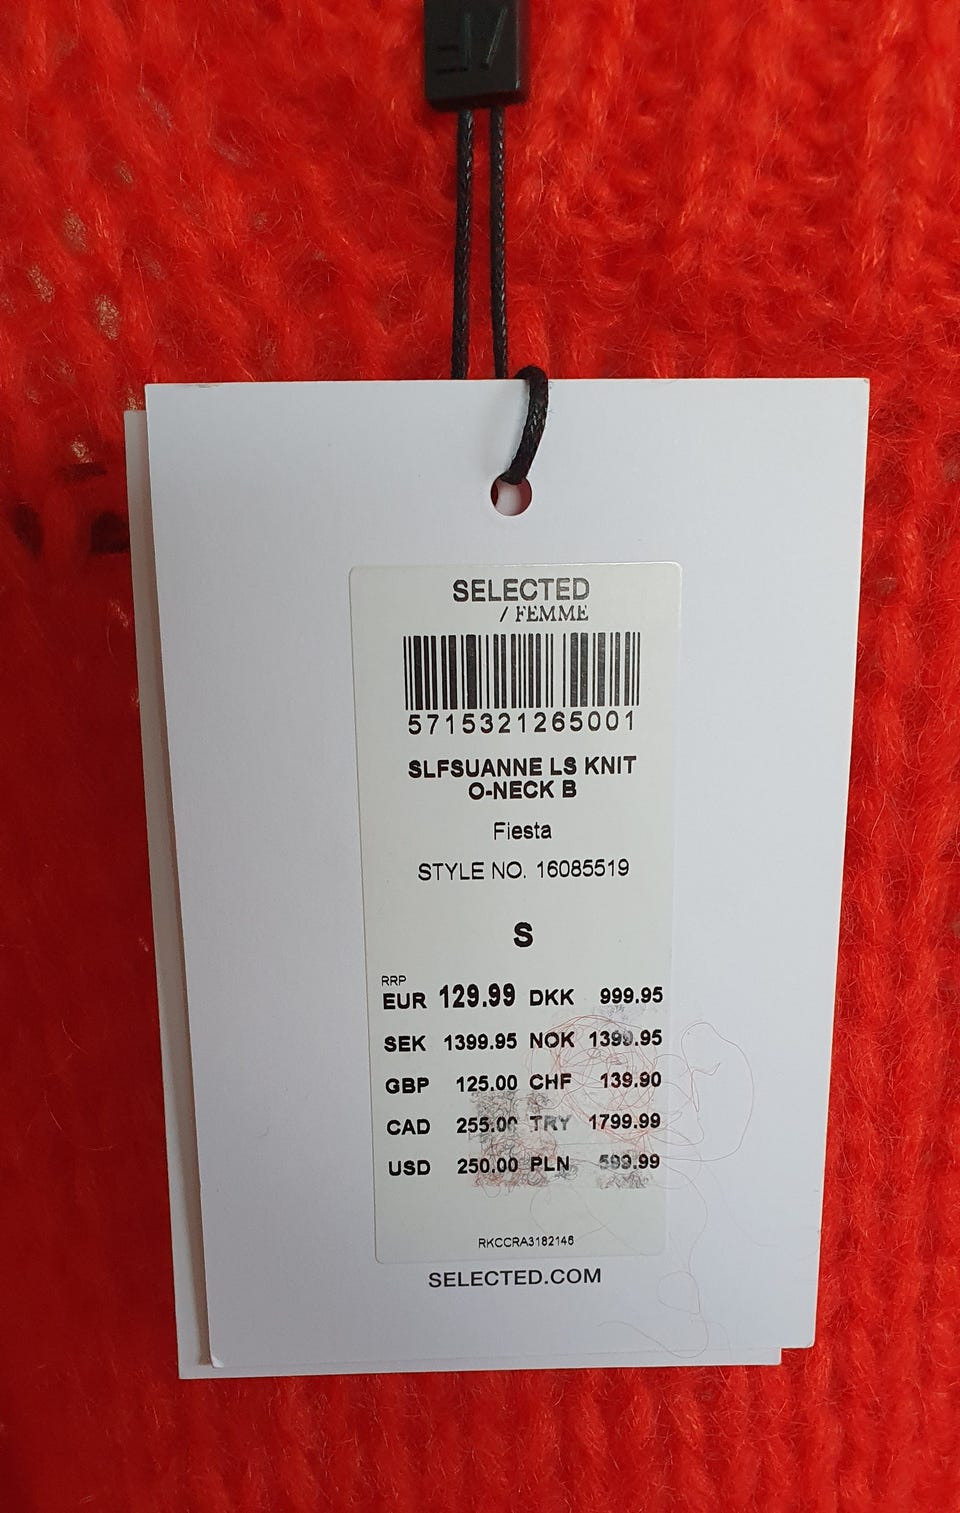 SELECTED
/ FEMME
5715321265001
SLFSUANNE LS KNIT
O-NECK B
Fiesta
STYLE NO. 16085519
S
RRP
EUR 129.99 DKK 999.95
SEK 1399.95 NOK 1399.95
GBP 125.00 CHF 139.90
CAD 255.00 TRY 1799.99
USD 250.00 PLN 599.99
RKCCRA3182146
SELECTED.COM